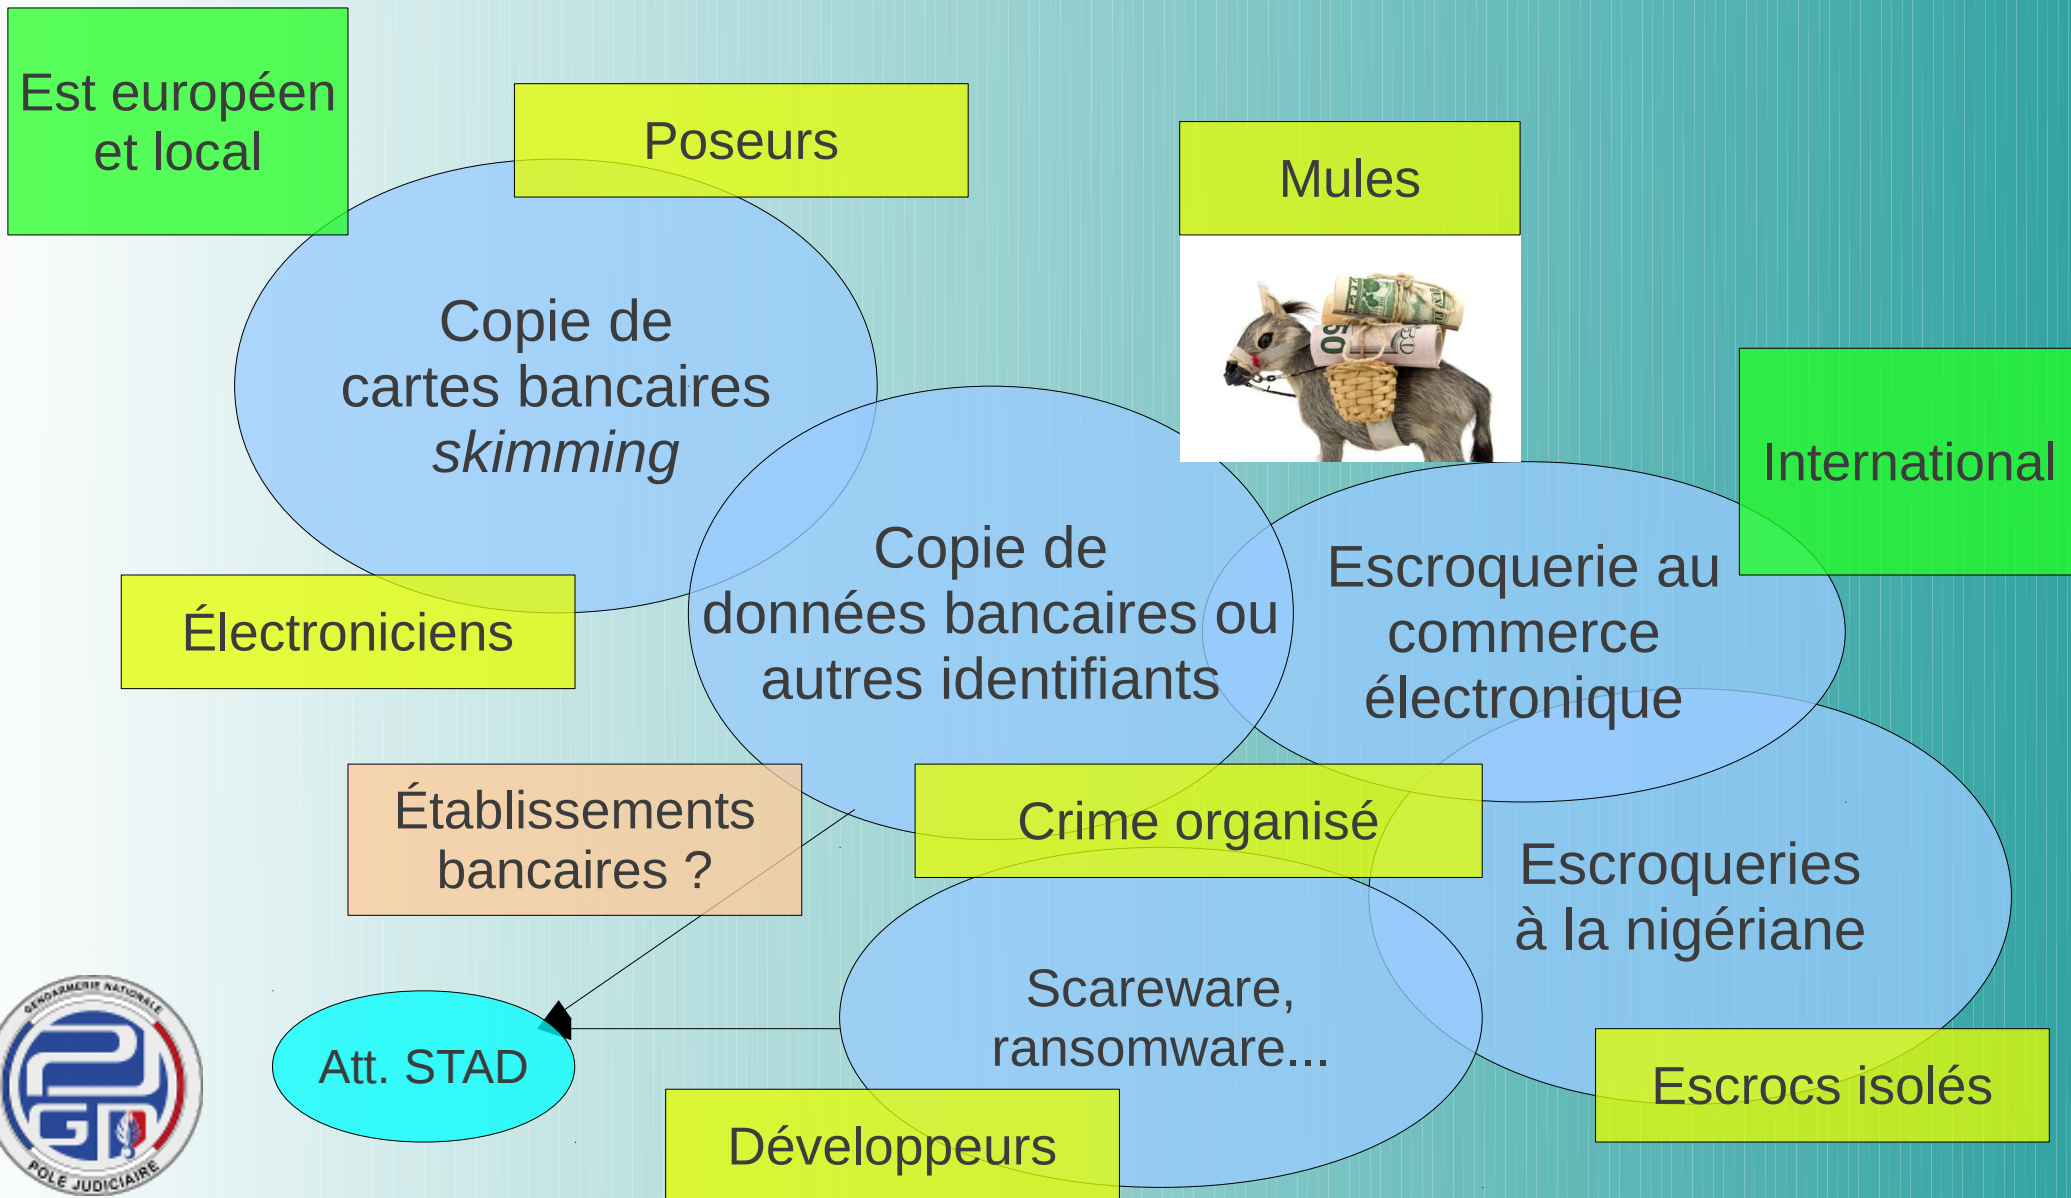 Est européen
et local
Poseurs
Mules
Copie de
cartes bancaires
skimming
International
Copie de
données bancaires ou
autres identifiants
Escroquerie au
commerce
électronique
Électroniciens
Établissements
bancaires ?
Crime organisé
Escroqueries
à la nigériane
Scareware,
ransomware...
Att. STAD
Escrocs isolés
Développeurs
GENDARMERIE NATIONALE
PJGN
PÔLE JUDICIAIRE
50